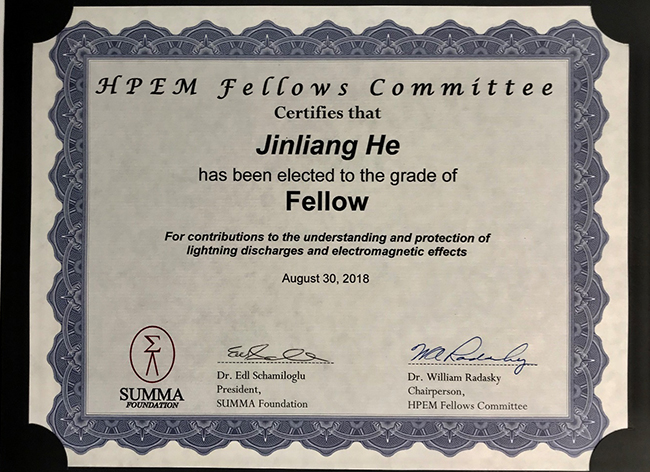 HPEM Fellows Committee
Certifies that
Jinliang He
has been elected to the grade of
Fellow
For contributions to the understanding and protection of
lightning discharges and electromagnetic effects
August 30, 2018
Σ
SUMMA
FOUNDATION
Dr. Edl Schamiloglu
President,
SUMMA Foundation
WA Radasky
Dr. William Radasky
Chairperson,
HPEM Fellows Committee